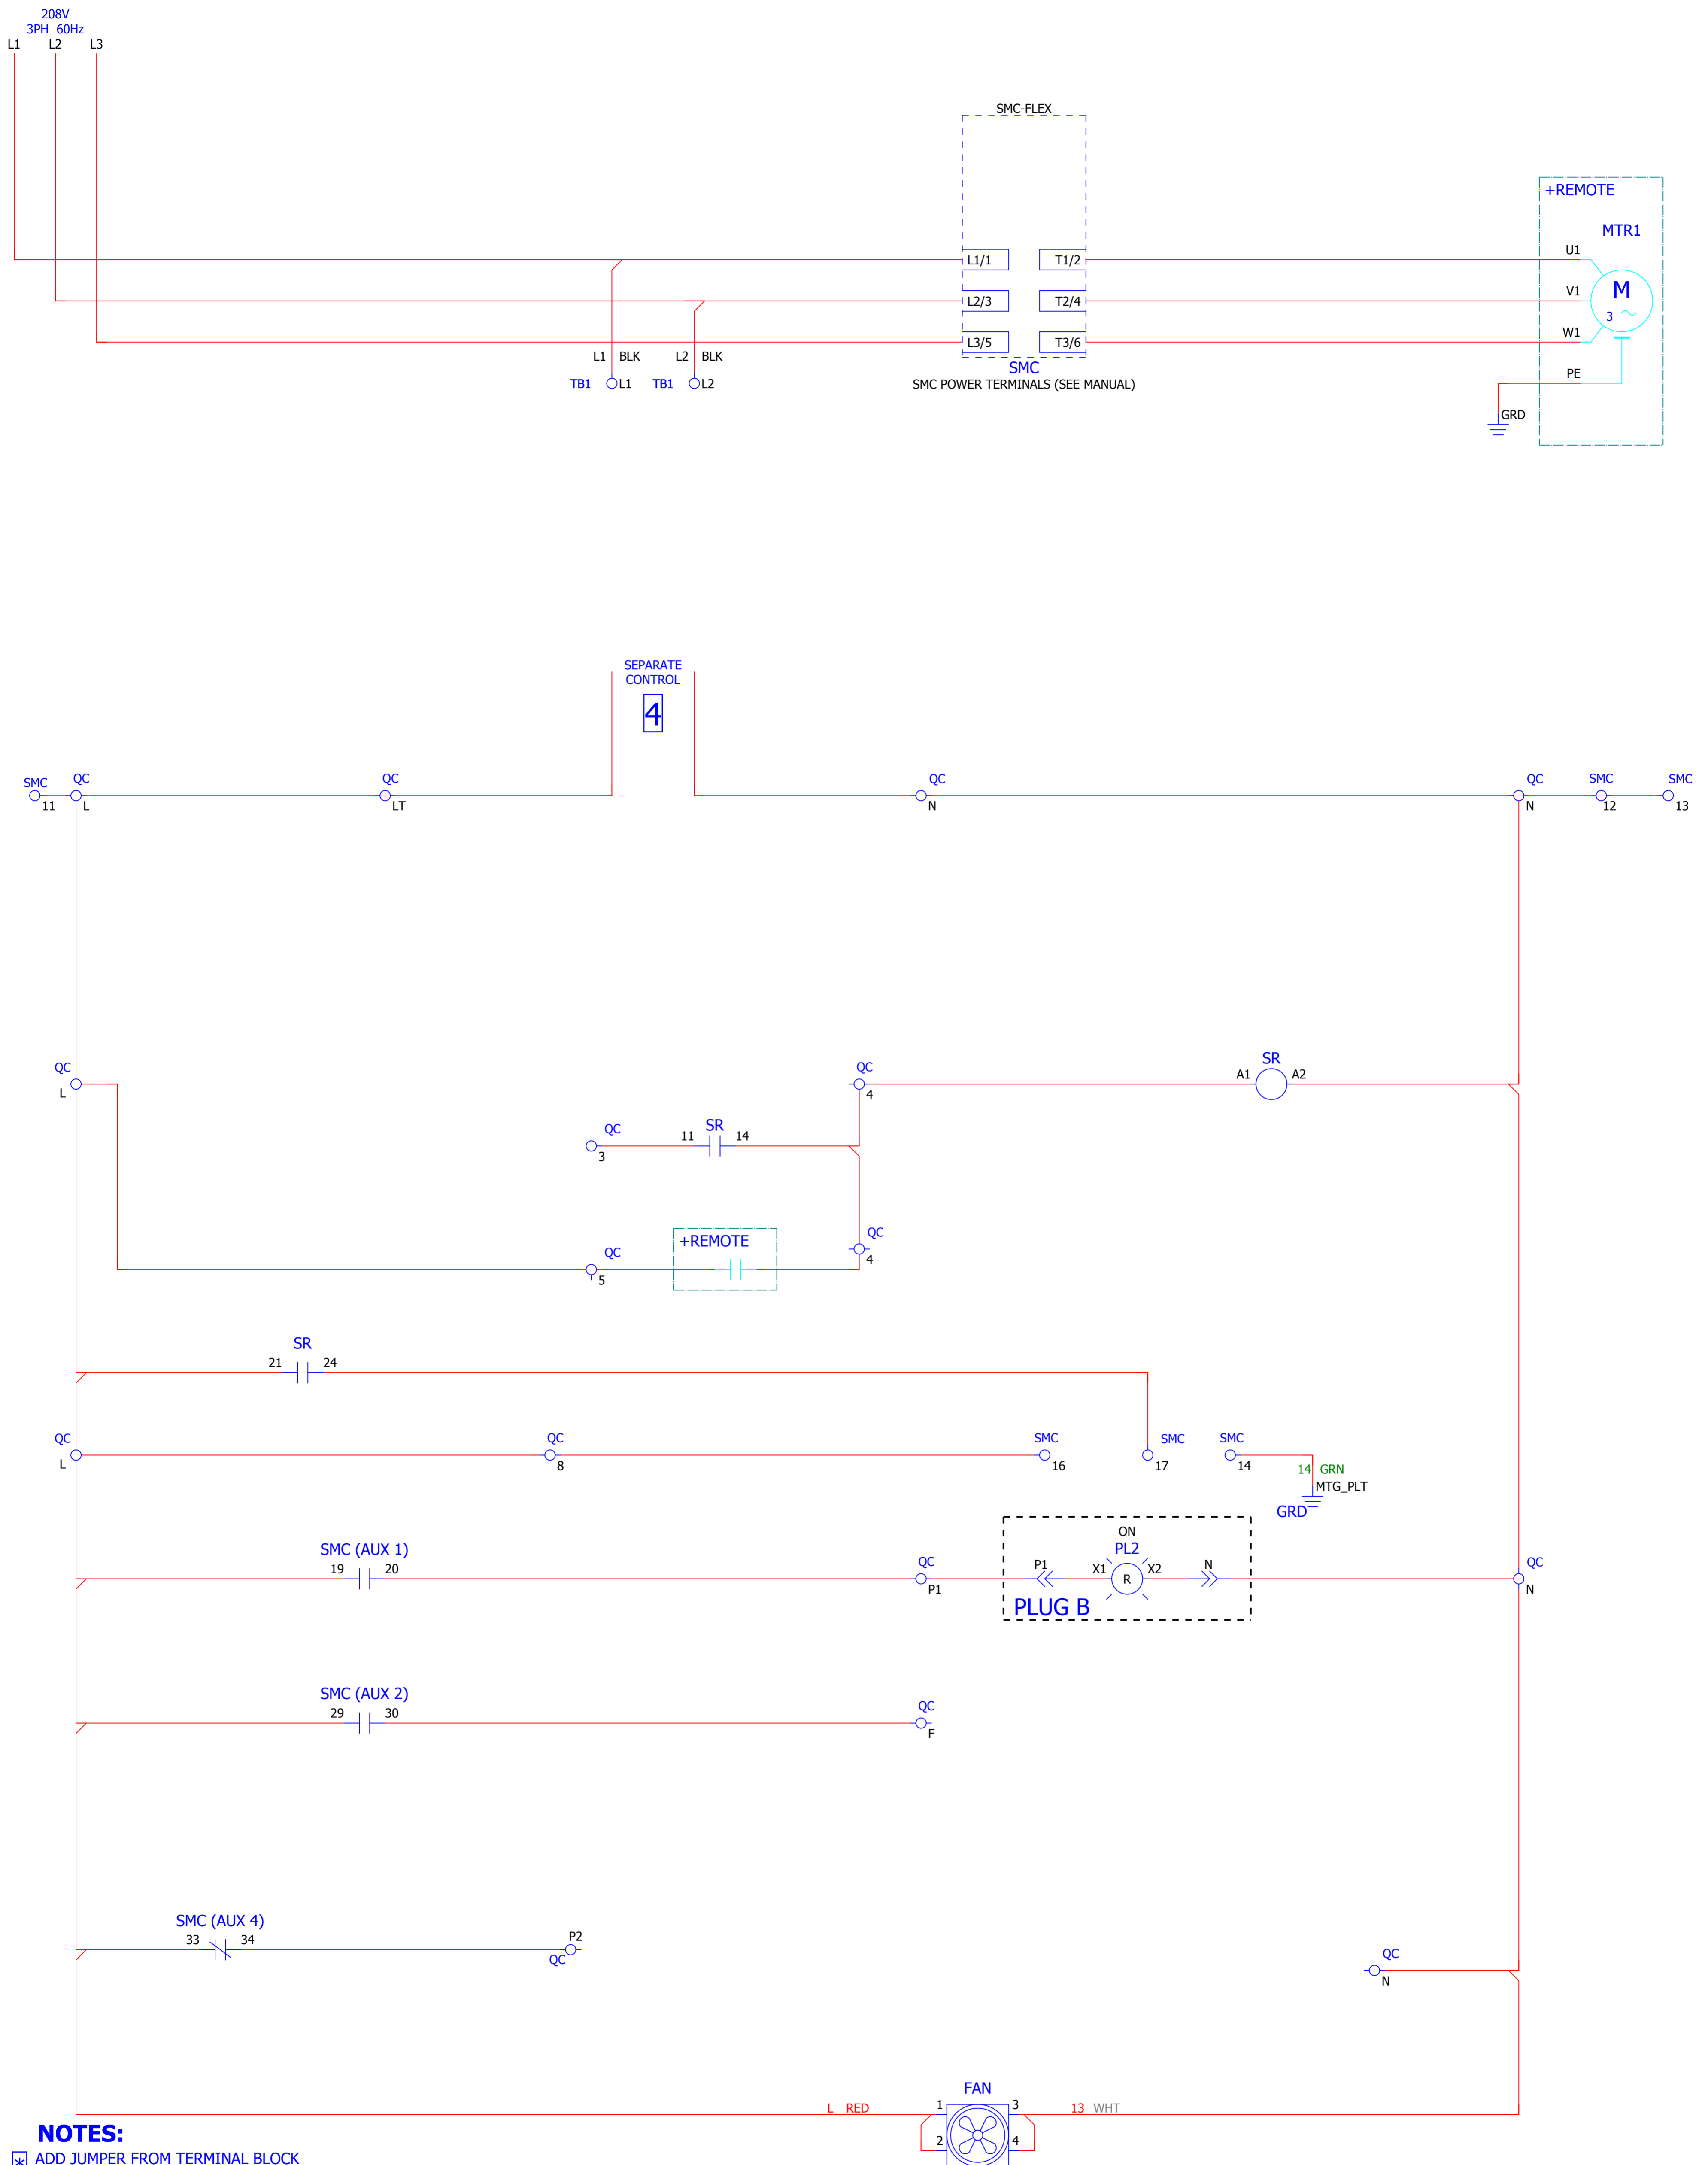 208V
3PH 60Hz
L1 L2 L3
SMC-FLEX
+REMOTE
MTR1
U1
L1/1 T1/2
M
3
V1
L2/3 T2/4
W1
L3/5 T3/6
L1 BLK L2 BLK
SMC
PE
TB1 L1 TB1 L2
SMC POWER TERMINALS (SEE MANUAL)
GRD
SEPARATE
CONTROL
4
SMC QC QC QC QC SMC SMC
11 L LT N N 12 13
QC QC SR
L 4 A1 A2
QC SR
3 11 14
QC +REMOTE QC
5 4
SR
21 24
QC QC SMC SMC SMC
L 8 16 17 14
14 GRN
MTG_PLT
GRD
ON
SMC (AUX 1) PL2
19 20 QC P1 P1 X1 R X2 N QC N
PLUG B
SMC (AUX 2)
29 30 QC
F
SMC (AUX 4)
33 34 P2
QC
QC
N
FAN
L RED 1 3 13 WHT
2 4
NOTES:
* ADD JUMPER FROM TERMINAL BLOCK